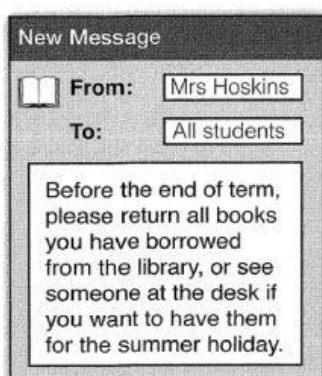 New Message
From: Mrs Hoskins
To: All students
Before the end of term,
please return all books
you have borrowed
from the library, or see
someone at the desk if
you want to have them
for the summer holiday.